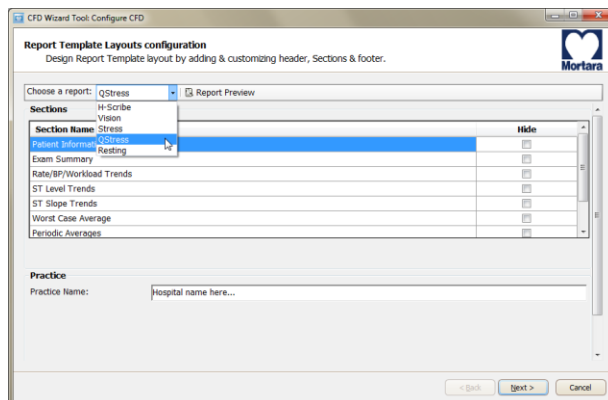 CFD Wizard Tool: Configure CFD
Report Template Layouts configuration
Design Report Template layout by adding & customizing header, Sections & footer.
Mortara
Choose a report: QStress Report Preview
H-Scribe
Vision
Stress
QStress
Resting
Sections
Section Name Hide
Patient Informati
Exam Summary
Rate/BP/Workload Trends
ST Level Trends
ST Slope Trends
Worst Case Average
Periodic Averages
Practice
Practice Name: Hospital name here...
< Back Next > Cancel